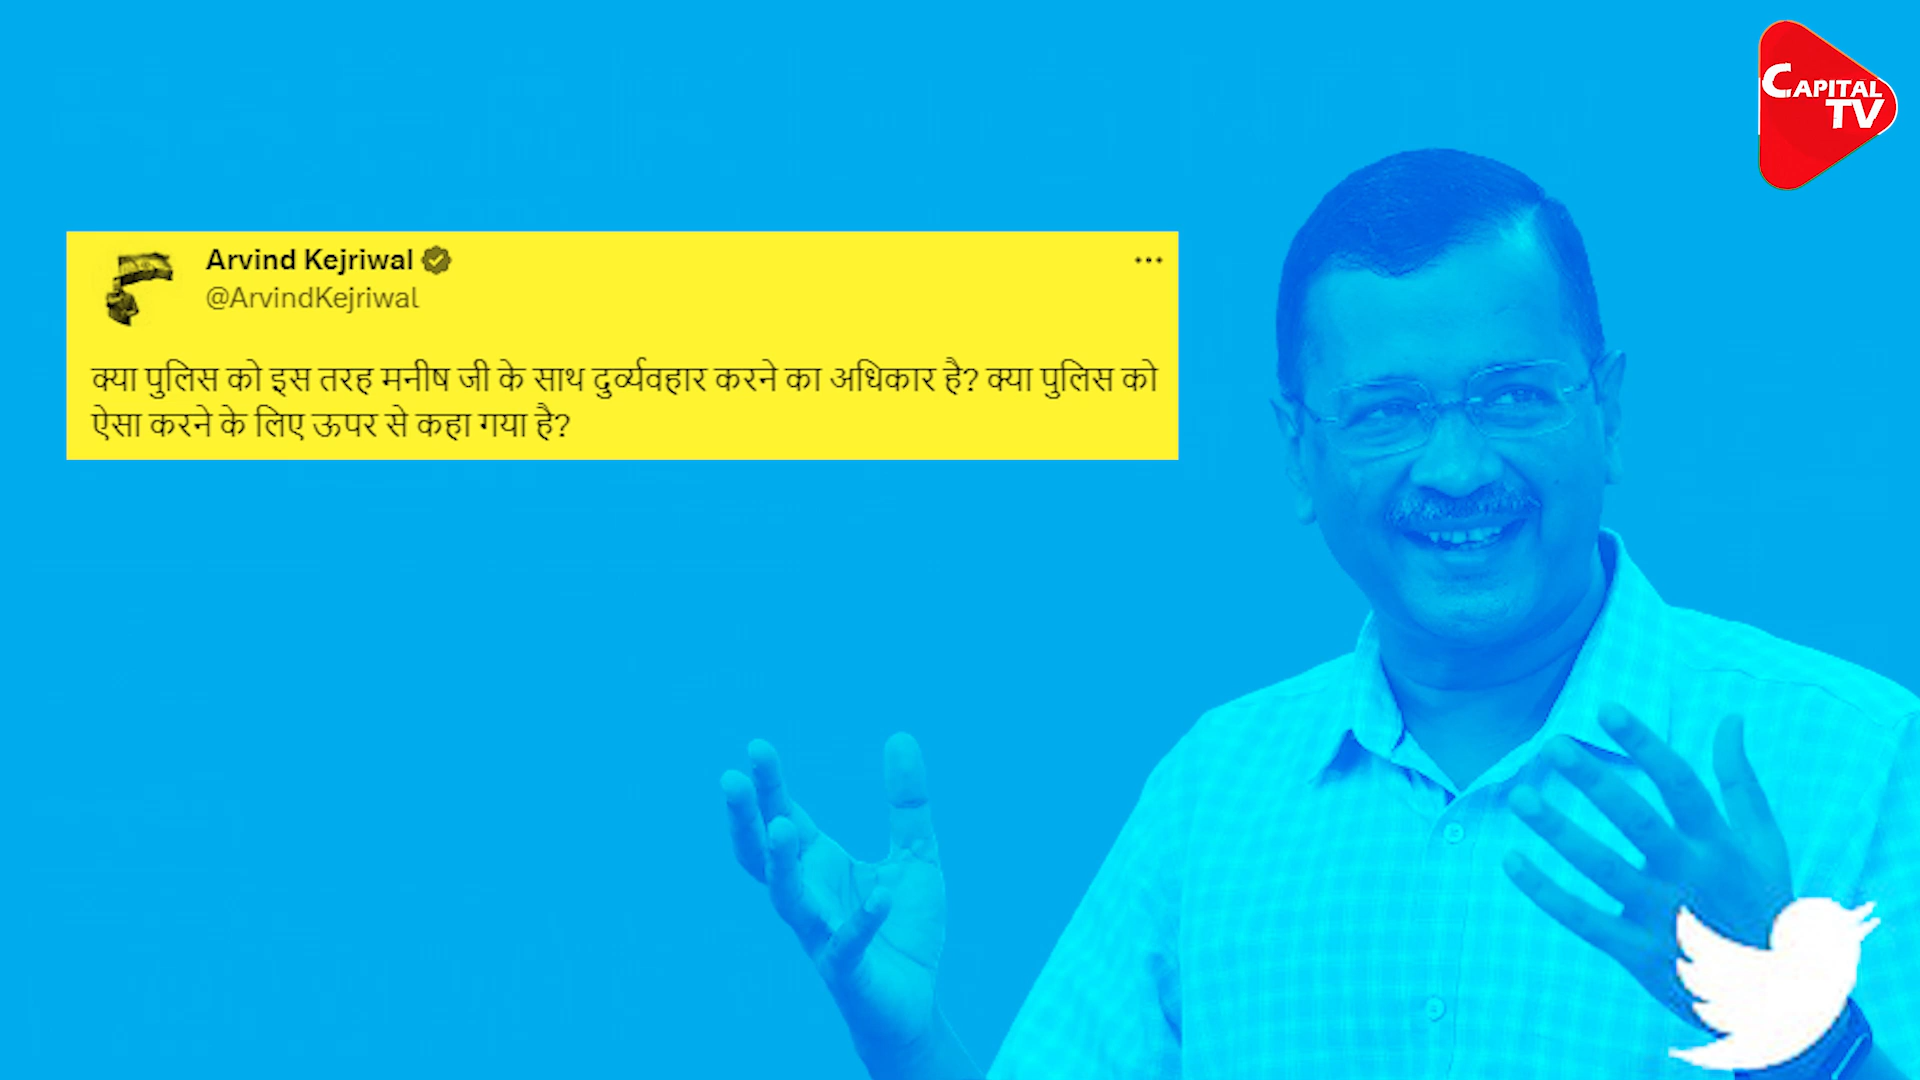 CAPITAL
TV
Arvind Kejriwal
@ArvindKejriwal
क्या पुलिस को इस तरह मनीष जी के साथ दुर्व्यवहार करने का अधिकार है? क्या पुलिस को
ऐसा करने के लिए ऊपर से कहा गया है?